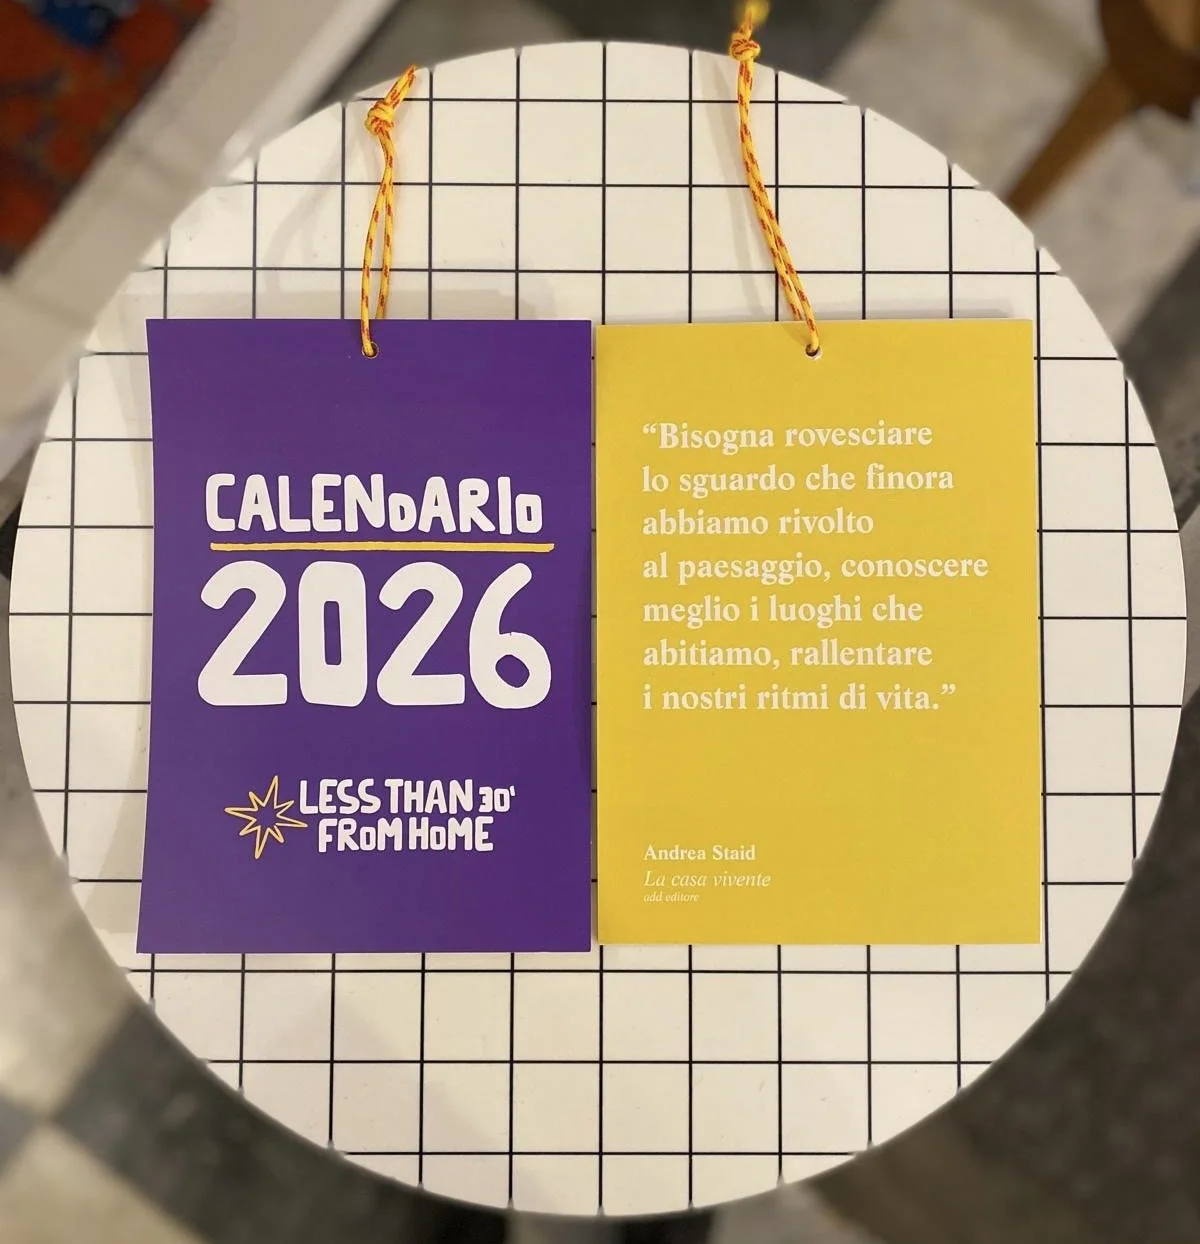 CALENDARIO
2026
LESS THAN 30'
FROM HOME
“Bisogna rovesciare
lo sguardo che finora
abbiamo rivolto
al paesaggio, conoscere
meglio i luoghi che
abitiamo, rallentare
i nostri ritmi di vita.”
Andrea Staid
La casa vivente
add editore